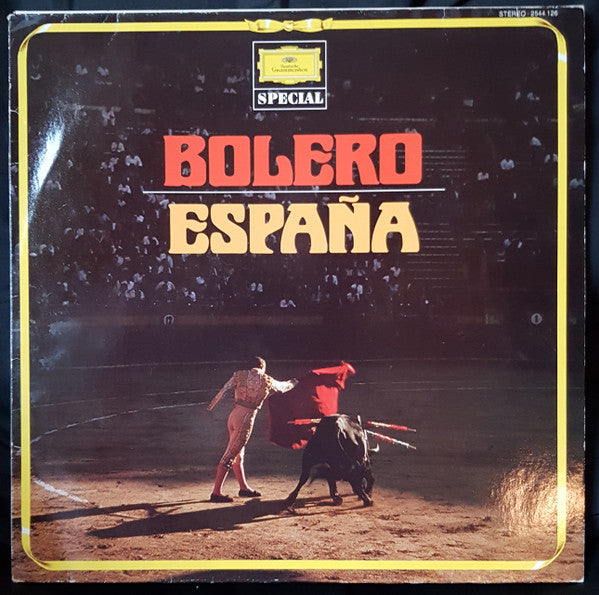 STEREO · 2544 126
Deutsche
Grammophon
SPECIAL
BOLERO
ESPAÑA